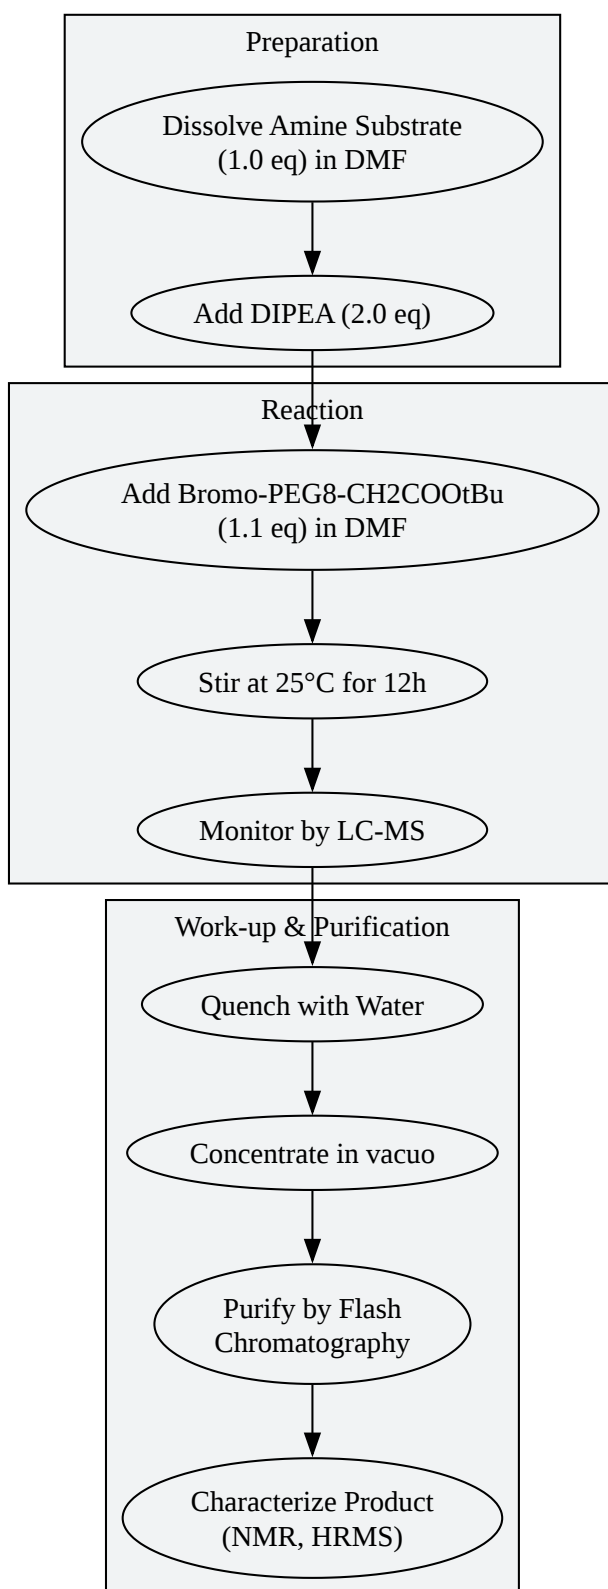 Preparation
Dissolve Amine Substrate
(1.0 eq) in DMF
Add DIPEA (2.0 eq)
Reaction
Add Bromo-PEG8-CH2COOtBu
(1.1 eq) in DMF
Stir at 25°C for 12h
Monitor by LC-MS
Work-up & Purification
Quench with Water
Concentrate in vacuo
Purify by Flash
Chromatography
Characterize Product
(NMR, HRMS)